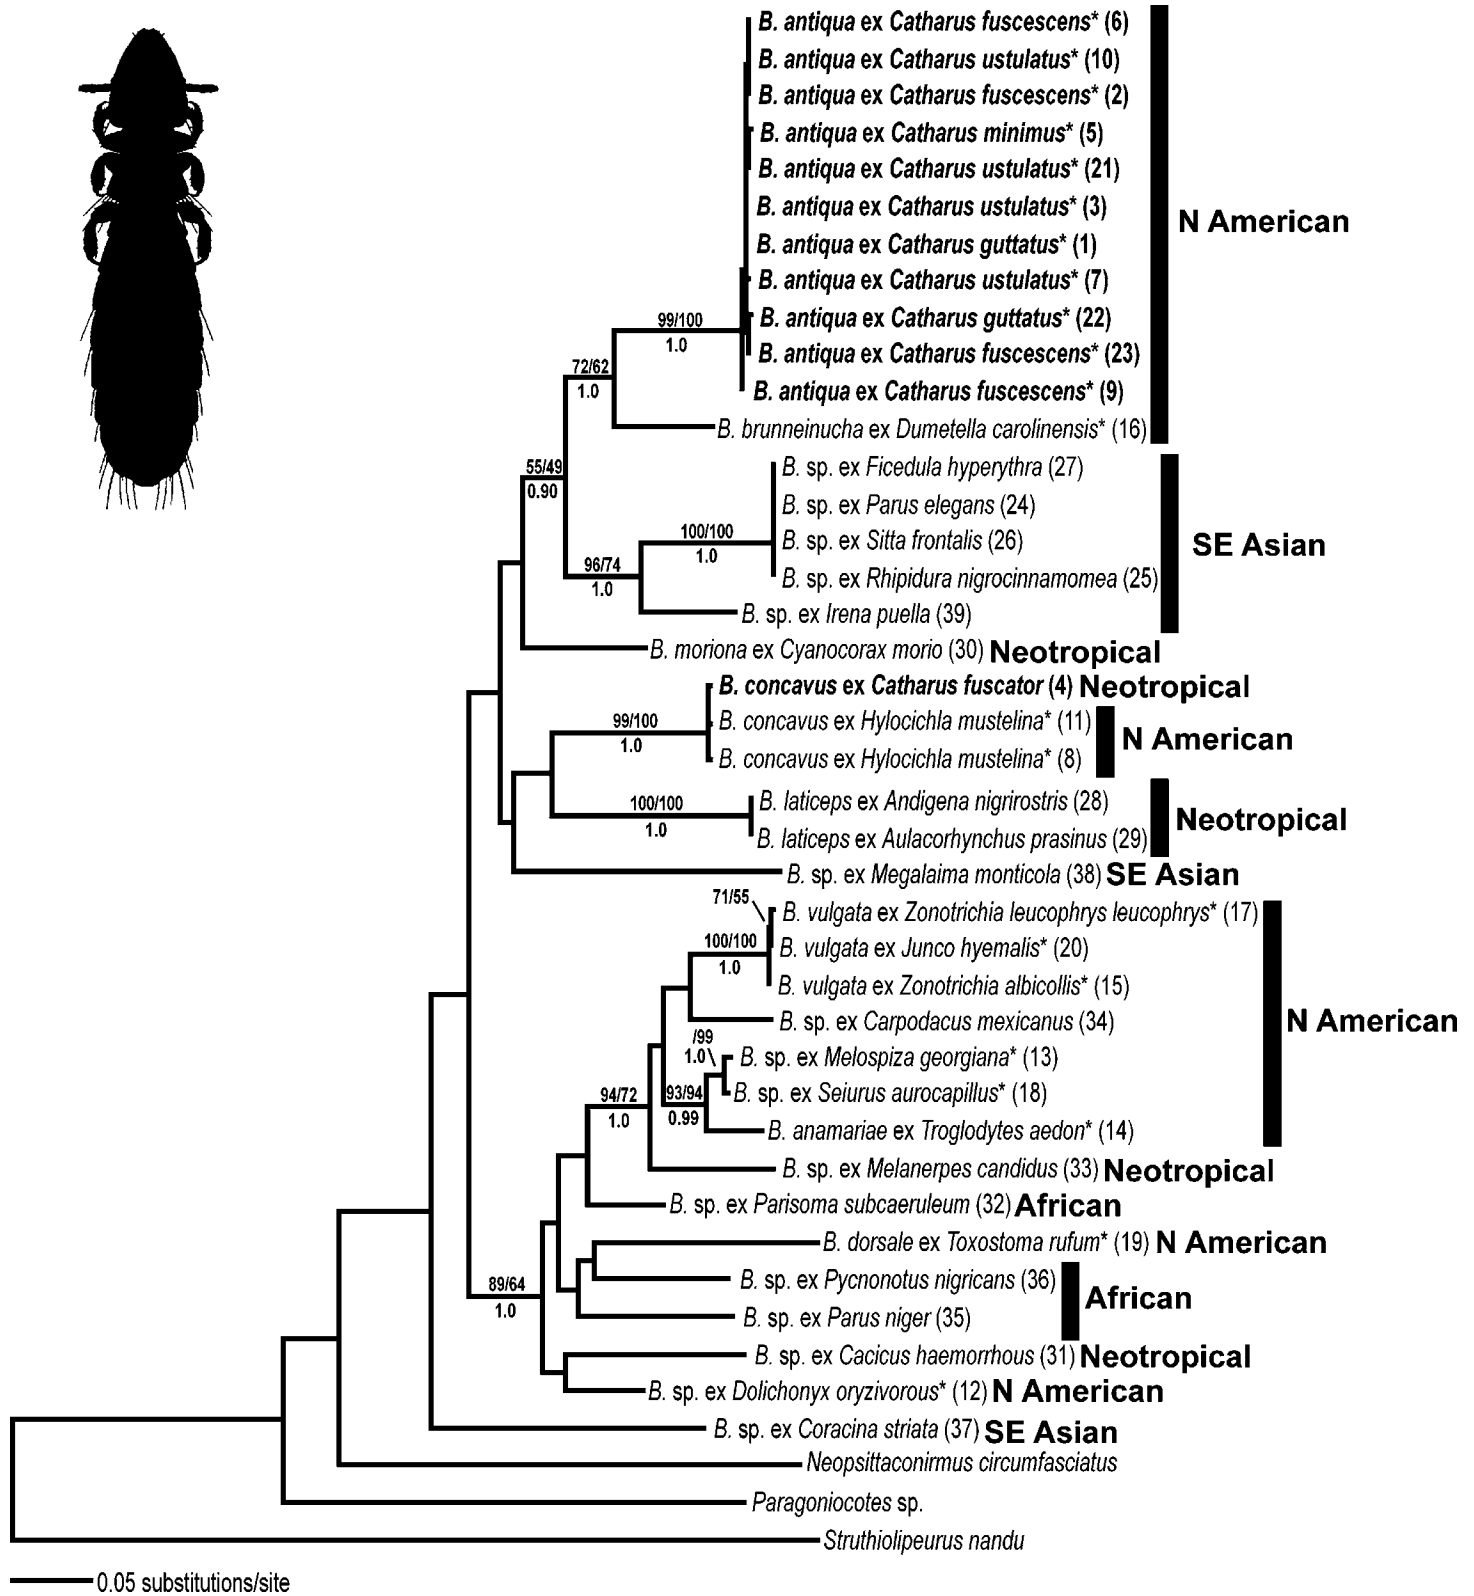 B. antiqua ex Catharus fuscescens* (6)
B. antiqua ex Catharus ustulatus* (10)
B. antiqua ex Catharus fuscescens* (2)
B. antiqua ex Catharus minimus* (5)
B. antiqua ex Catharus ustulatus* (21)
B. antiqua ex Catharus ustulatus* (3)
N American
B. antiqua ex Catharus guttatus* (1)
B. antiqua ex Catharus ustulatus* (7)
B. antiqua ex Catharus guttatus* (22)
99/100
1.0
B. antiqua ex Catharus fuscescens* (23)
72/62
1.0
B. antiqua ex Catharus fuscescens* (9)
B. brunneinucha ex Dumetella carolinensis* (16)
55/49
0.90
B. sp. ex Ficedula hyperythra (27)
B. sp. ex Parus elegans (24)
100/100
1.0
B. sp. ex Sitta frontalis (26)
SE Asian
96/74
1.0
B. sp. ex Rhipidura nigrocinnamomea (25)
B. sp. ex Irena puella (39)
B. moriona ex Cyanocorax morio (30) Neotropical
B. concavus ex Catharus fuscator (4) Neotropical
99/100
1.0
B. concavus ex Hylocichla mustelina* (11)
N American
B. concavus ex Hylocichla mustelina* (8)
100/100
1.0
B. laticeps ex Andigena nigrirostris (28)
Neotropical
B. laticeps ex Aulacorhynchus prasinus (29)
B. sp. ex Megalaima monticola (38) SE Asian
71/55
B. vulgata ex Zonotrichia leucophrys leucophrys* (17)
100/100
1.0
B. vulgata ex Junco hyemalis* (20)
B. vulgata ex Zonotrichia albicollis* (15)
B. sp. ex Carpodacus mexicanus (34)
N American
/99
1.0
B. sp. ex Melospiza georgiana* (13)
94/72
1.0
93/94
0.99
B. sp. ex Seiurus aurocapillus* (18)
B. anamariae ex Troglodytes aedon* (14)
B. sp. ex Melanerpes candidus (33) Neotropical
B. sp. ex Parisoma subcaeruleum (32) African
B. dorsale ex Toxostoma rufum* (19) N American
89/64
1.0
B. sp. ex Pycnonotus nigricans (36)
African
B. sp. ex Parus niger (35)
B. sp. ex Cacicus haemorrhous (31) Neotropical
B. sp. ex Dolichonyx oryzivorous* (12) N American
B. sp. ex Coracina striata (37) SE Asian
Neopsittaconirmus circumfasciatus
Paragoniocotes sp.
Struthiolipeurus nandu
0.05 substitutions/site